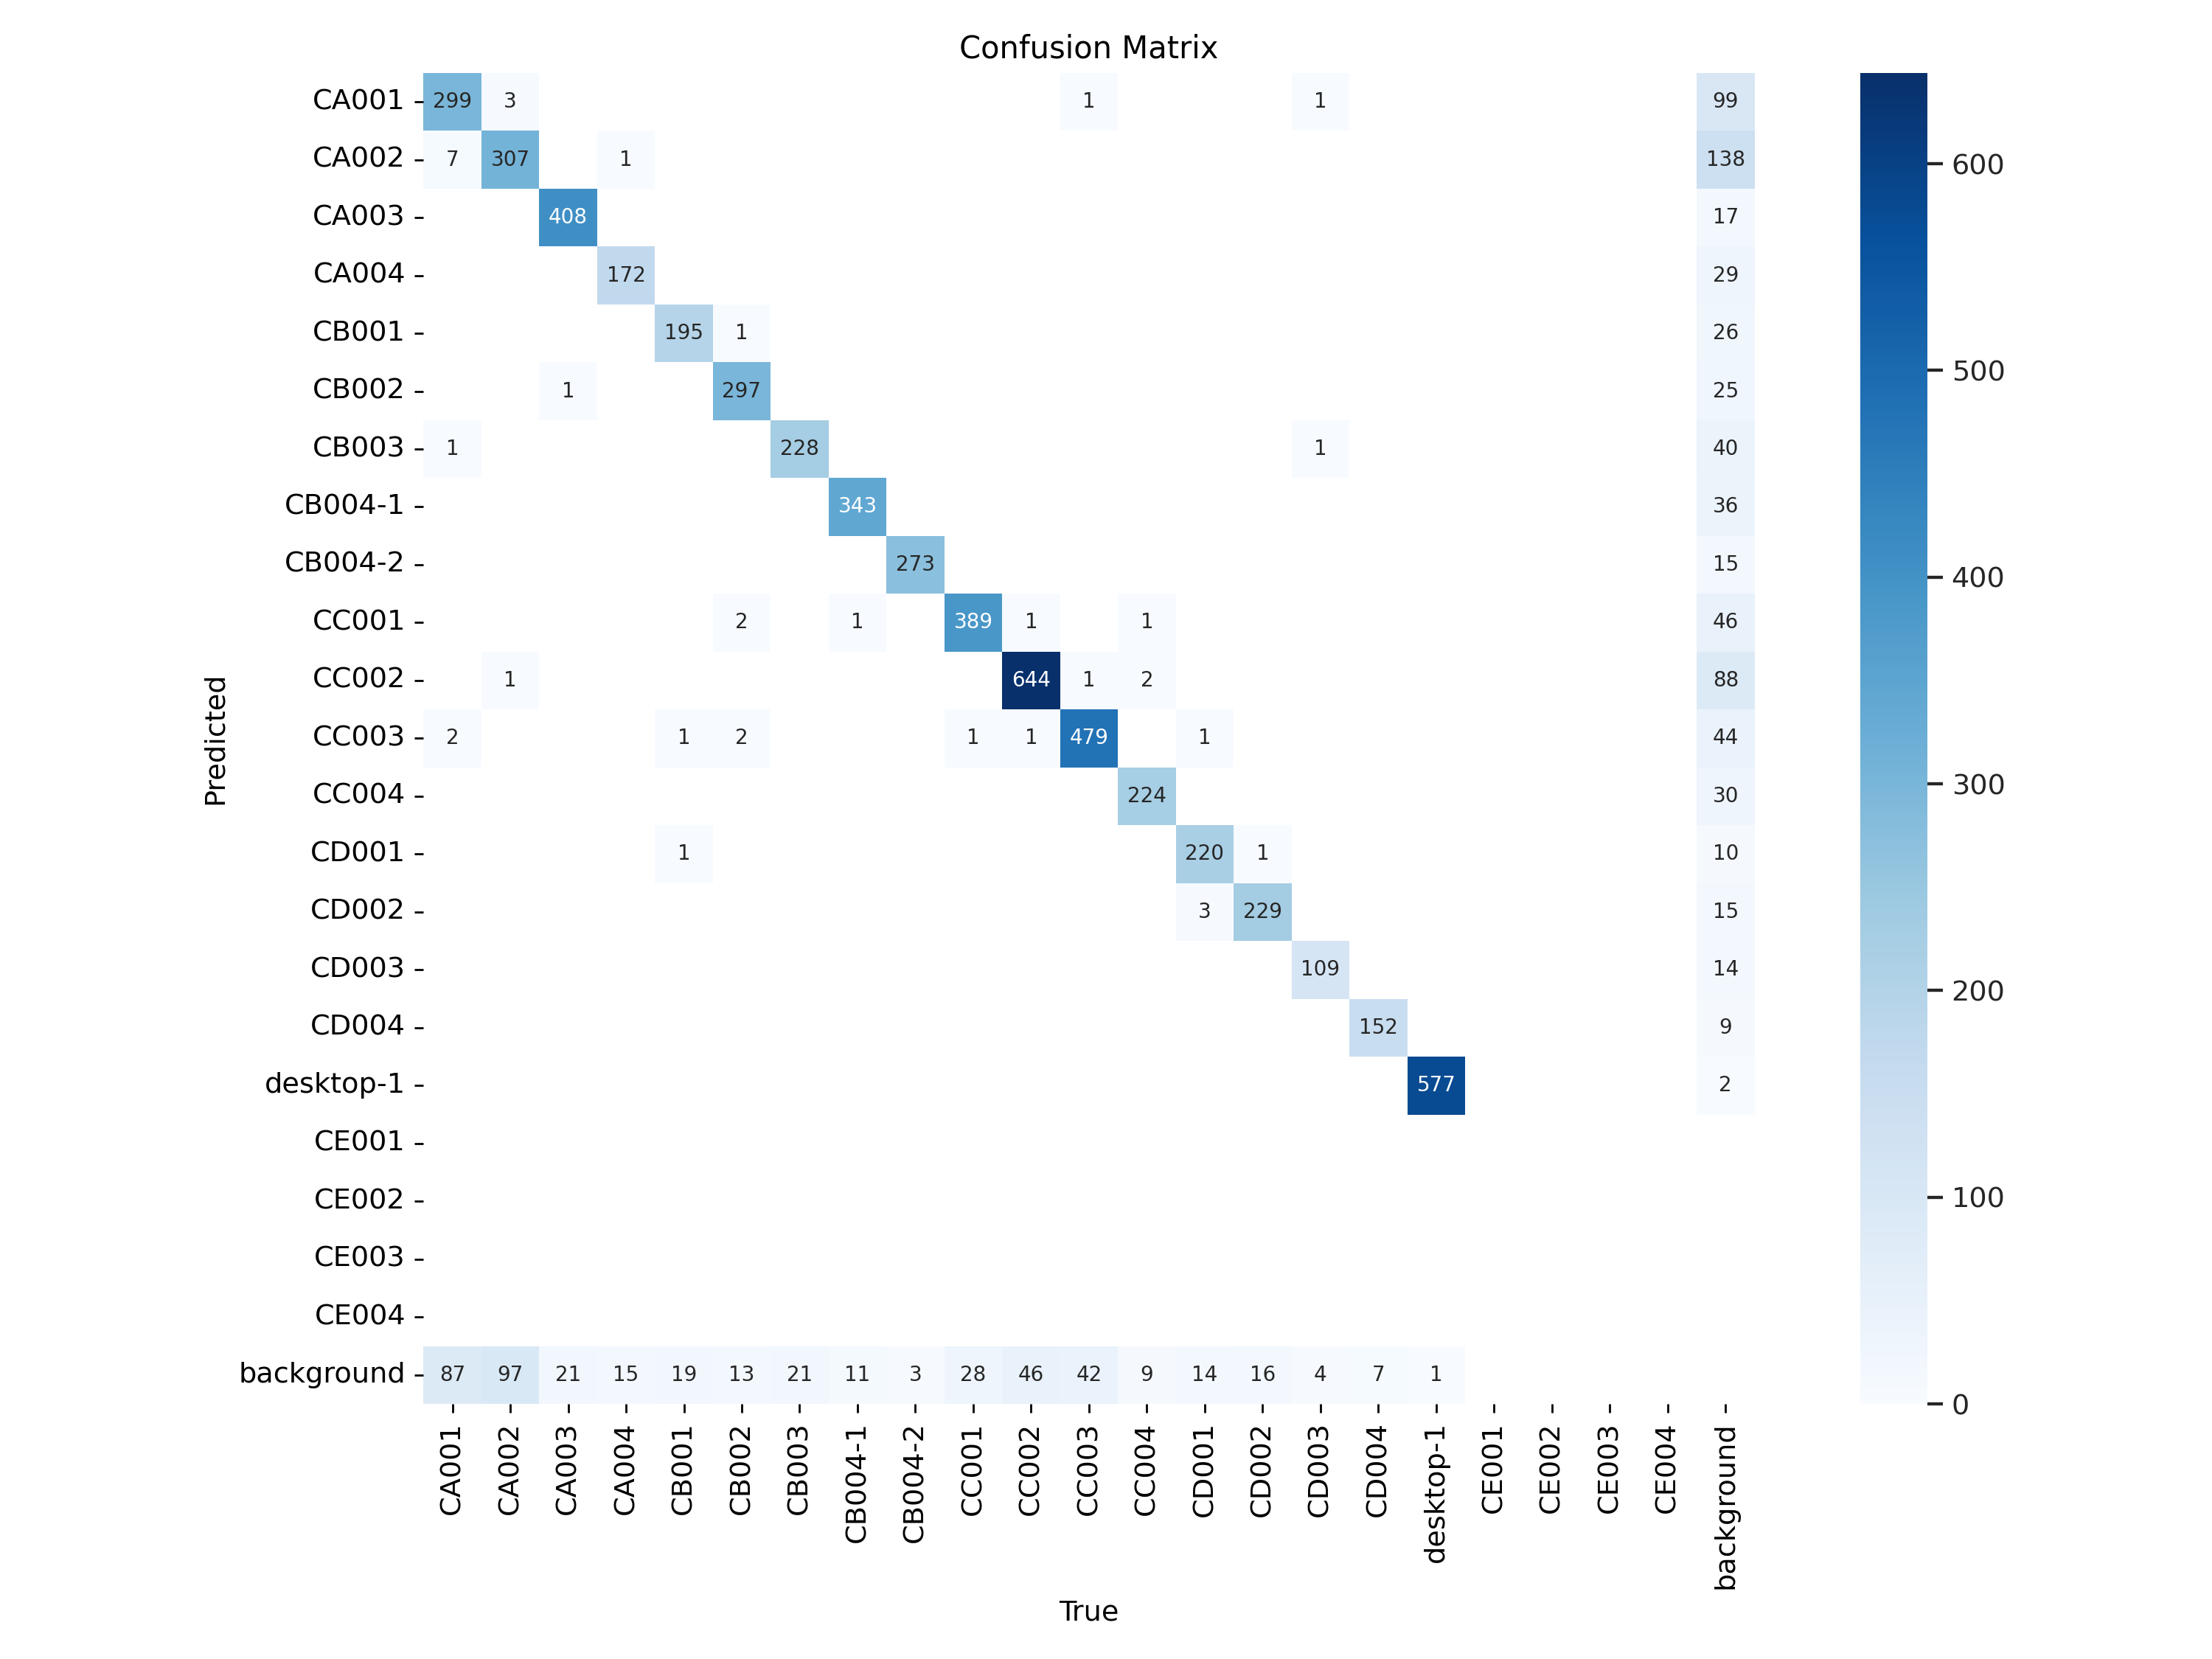 Confusion Matrix
CA001 299 3 1 1 99
CA002 7 307 1 138
CA003 408 17
CA004 172 29
CB001 195 1 26
CB002 1 297 25
CB003 1 228 1 40
CB004-1 343 36
CB004-2 273 15
CC001 2 1 389 1 1 46
CC002 1 644 1 2 88
CC003 2 1 2 1 1 479 1 44
CC004 224 30
CD001 1 220 1 10
CD002 3 229 15
CD003 109 14
CD004 152 9
desktop-1 577 2
CE001
CE002
CE003
CE004
background 87 97 21 15 19 13 21 11 3 28 46 42 9 14 16 4 7 1
Predicted
CA001 CA002 CA003 CA004 CB001 CB002 CB003 CB004-1 CB004-2 CC001 CC002 CC003 CC004 CD001 CD002 CD003 CD004 desktop-1 CE001 CE002 CE003 CE004 background
True
600
500
400
300
200
100
0